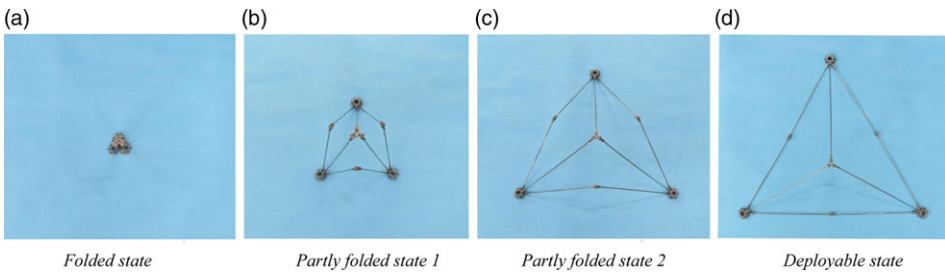 (a)
(b)
(c)
(d)
Folded state
Partly folded state 1
Partly folded state 2
Deployable state